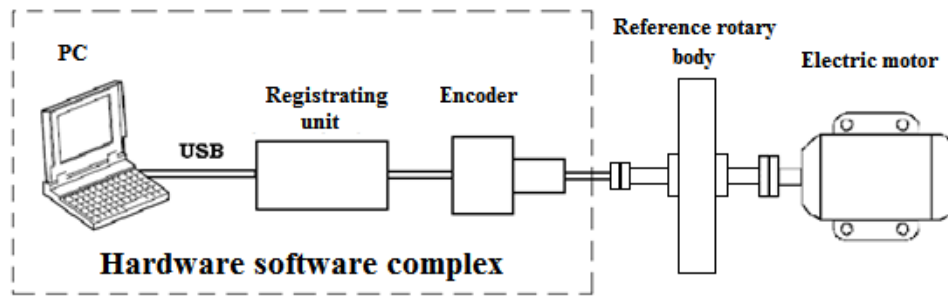 PC
Registrating
unit
Encoder
Reference rotary
body
Electric motor
USB
Hardware software complex